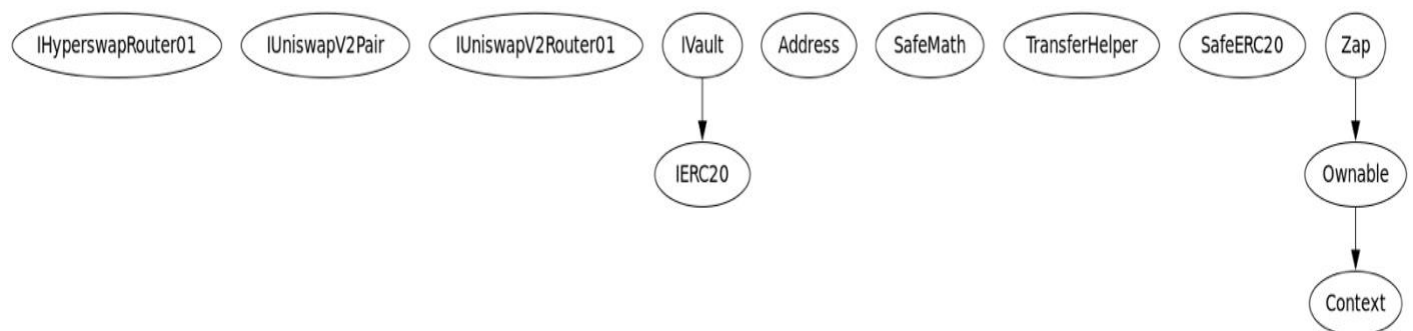 IHyperswapRouter01 IUniswapV2Pair IUniswapV2Router01 IVault Address SafeMath TransferHelper SafeERC20 Zap
IERC20 Ownable
Context